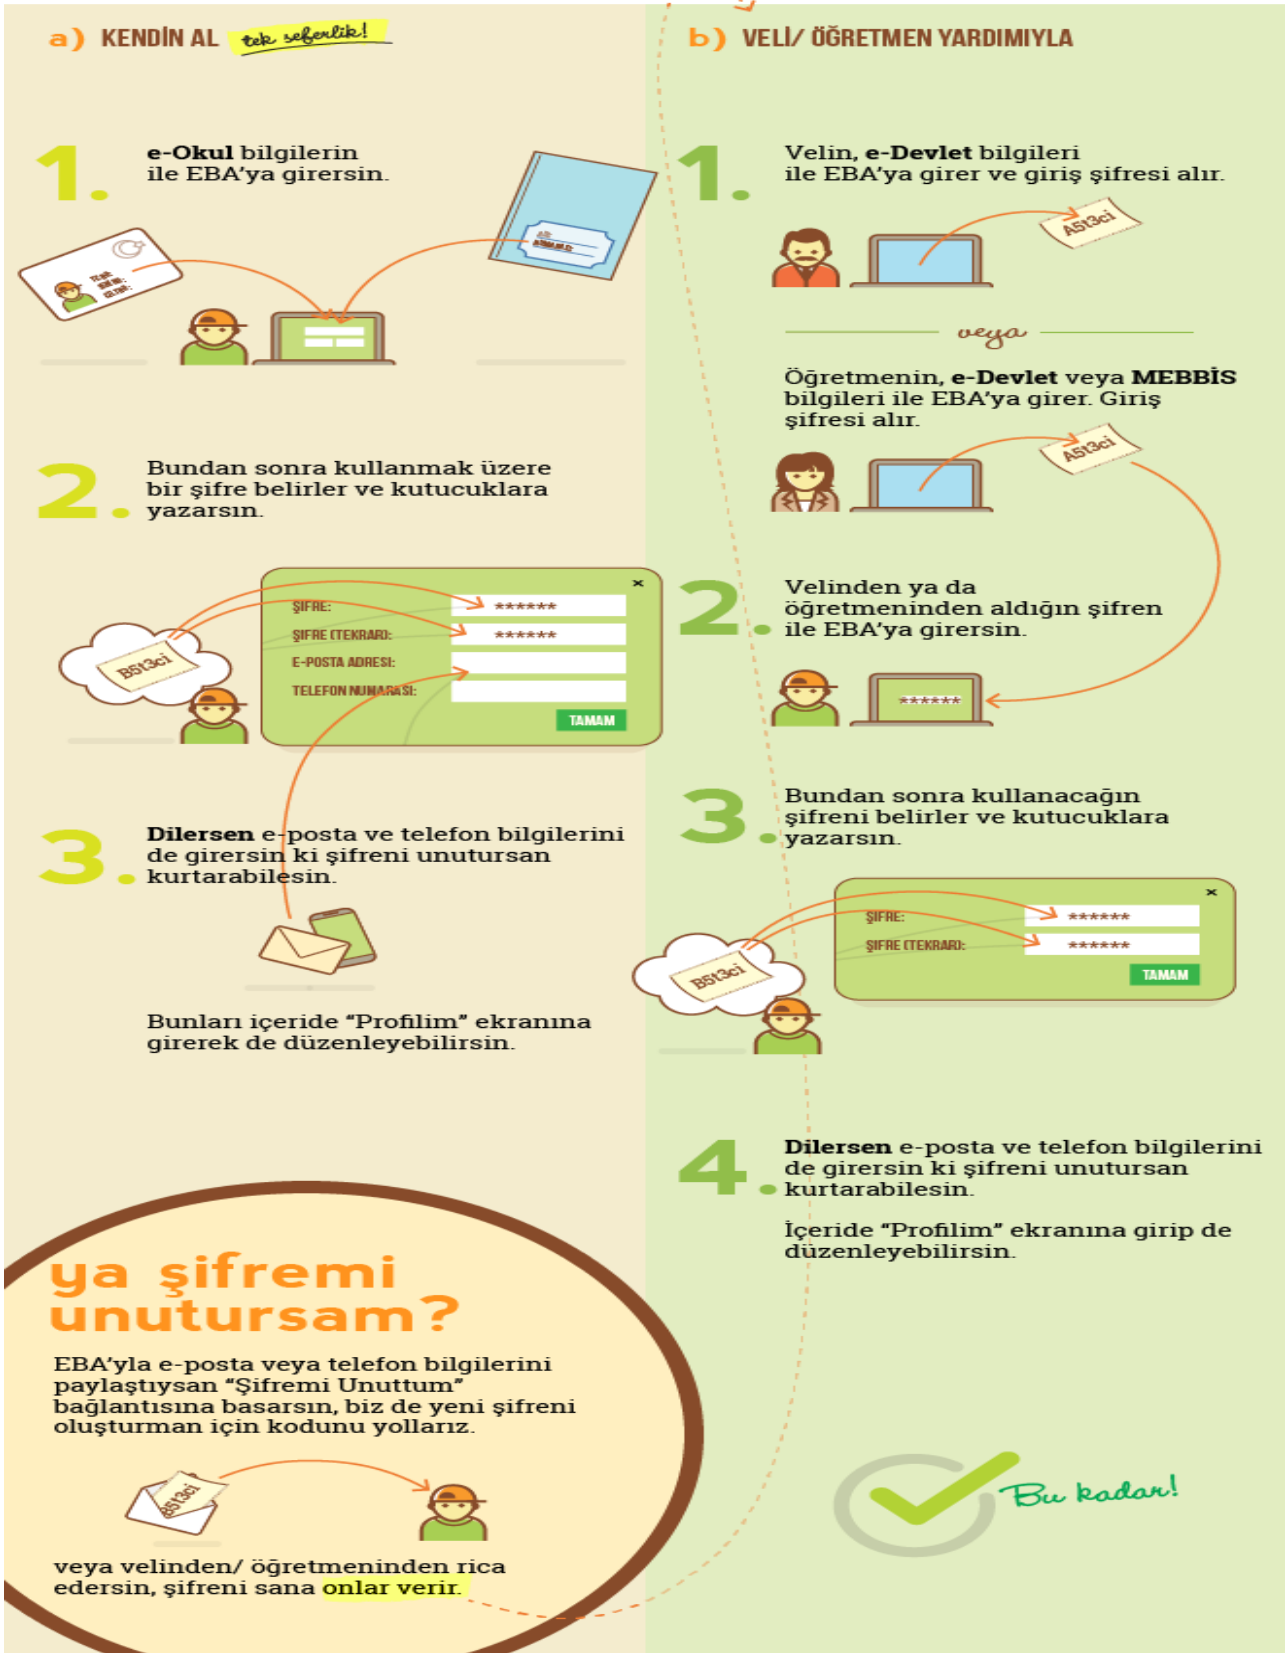 a) KENDİN AL tek seferlik!
1.
e-Okul bilgilerin
ile EBA'ya girersin.
2.
Bundan sonra kullanmak üzere
bir şifre belirler ve kutucuklara
yazarsın.
B5t3ci
ŞIFRE: ******
ŞIFRE (TEKRAR): ******
E-POSTA ADRESI:
TELEFON NUMARASI:
TAMAM
3.
Dilersen e-posta ve telefon bilgilerini
de girersin ki şifreni unutursan
kurtarabilesin.
Bunları içeride "Profilim" ekranına
girerek de düzenleyebilirsin.
ya şifremi
unutursam?
EBA'yla e-posta veya telefon bilgilerini
paylaştıysan "Şifremi Unuttum"
bağlantısına basarsın, biz de yeni şifreni
oluşturman için kodunu yollarız.
B5t3ci
veya velinden/ öğretmeninden rica
edersin, şifreni sana onlar verir.
b) VELİ/ ÖĞRETMEN YARDIMIYLA
1.
Velin, e-Devlet bilgileri
ile EBA'ya girer ve giriş şifresi alır.
A5t3ci
veya
Öğretmenin, e-Devlet veya MEBBİS
bilgileri ile EBA'ya girer. Giriş
şifresi alır.
A5t3ci
2.
Velinden ya da
öğretmeninden aldığın şifren
ile EBA'ya girersin.
******
3.
Bundan sonra kullanacağın
şifreni belirler ve kutucuklara
yazarsın.
B5t3ci
ŞIFRE: ******
ŞIFRE (TEKRAR): ******
TAMAM
4.
Dilersen e-posta ve telefon bilgilerini
de girersin ki şifreni unutursan
kurtarabilesin.
İçeride "Profilim" ekranına girip de
düzenleyebilirsin.
Bu kadar!